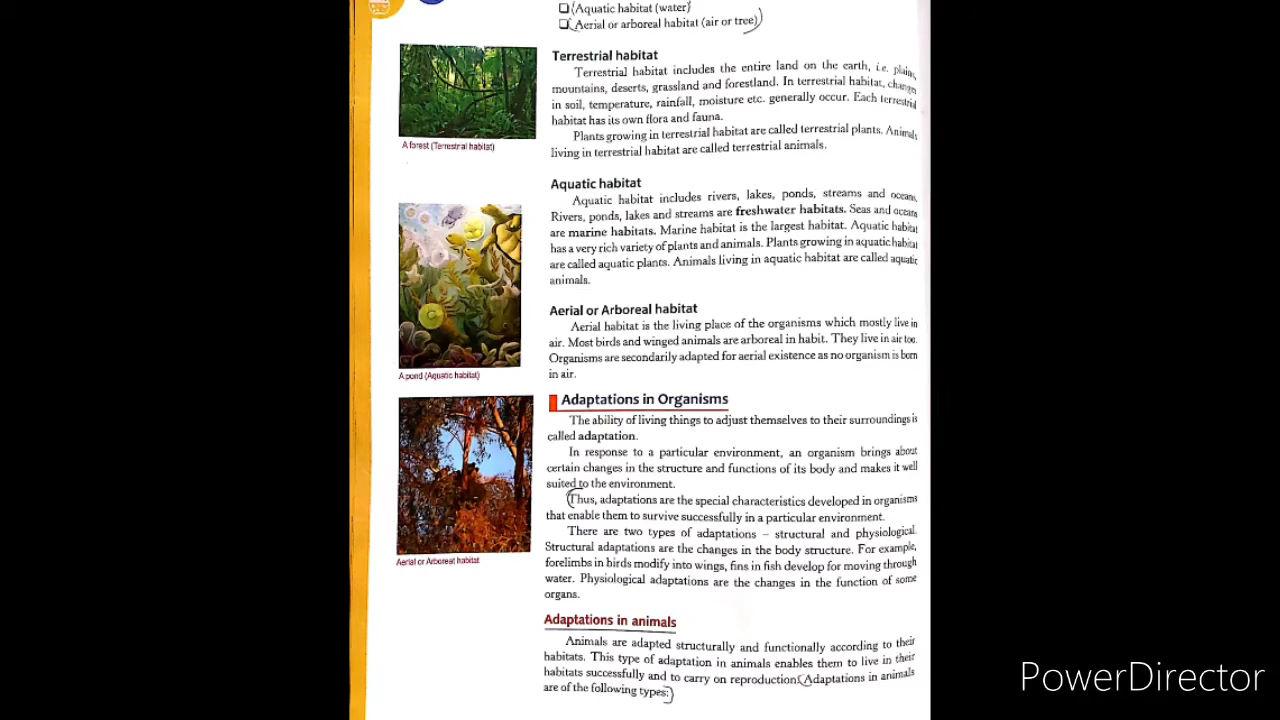 ❑ Aquatic habitat (water)
❑ Aerial or arboreal habitat (air or tree)
Terrestrial habitat
Terrestrial habitat includes the entire land on the earth, i.e. plains,
mountains, deserts, grassland and forestland. In terrestrial habitat, changes
in soil, temperature, rainfall, moisture etc. generally occur. Each terrestrial
habitat has its own flora and fauna.
Plants growing in terrestrial habitat are called terrestrial plants. Animals
living in terrestrial habitat are called terrestrial animals.
A forest (Terrestrial habitat)
Aquatic habitat
Aquatic habitat includes rivers, lakes, ponds, streams and oceans.
Rivers, ponds, lakes and streams are freshwater habitats. Seas and oceans
are marine habitats. Marine habitat is the largest habitat. Aquatic habitat
has a very rich variety of plants and animals. Plants growing in aquatic habitat
are called aquatic plants. Animals living in aquatic habitat are called aquatic
animals.
A pond (Aquatic habitat)
Aerial or Arboreal habitat
Aerial habitat is the living place of the organisms which mostly live in
air. Most birds and winged animals are arboreal in habit. They live in air too.
Organisms are secondarily adapted for aerial existence as no organism is born
in air.
Adaptations in Organisms
The ability of living things to adjust themselves to their surroundings is
called adaptation.
In response to a particular environment, an organism brings about
certain changes in the structure and functions of its body and makes it well
suited to the environment.
Thus, adaptations are the special characteristics developed in organisms
that enable them to survive successfully in a particular environment.
There are two types of adaptations – structural and physiological.
Structural adaptations are the changes in the body structure. For example,
forelimbs in birds modify into wings, fins in fish develop for moving through
water. Physiological adaptations are the changes in the function of some
organs.
Aerial or Arboreat habitat
Adaptations in animals
Animals are adapted structurally and functionally according to their
habitats. This type of adaptation in animals enables them to live in their
habitats successfully and to carry on reproduction. Adaptations in animals
are of the following types:
PowerDirector